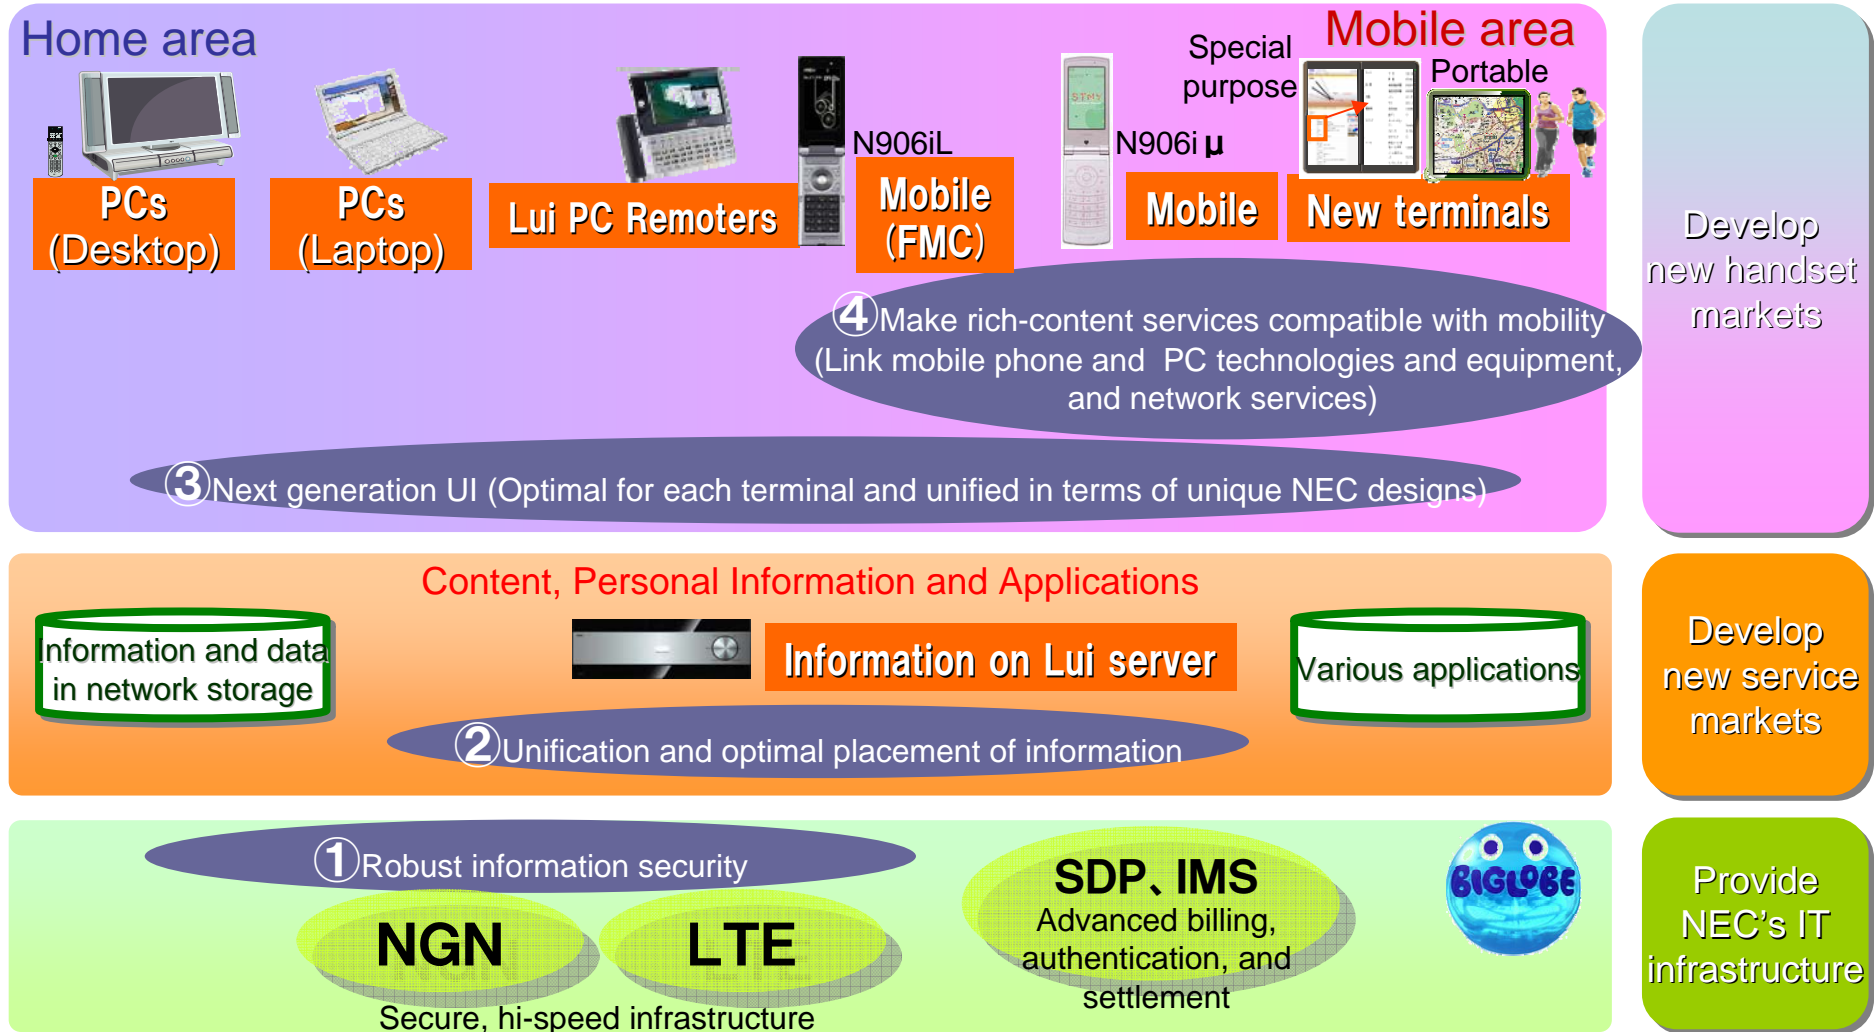 Home area
Mobile area
Special
purpose
Portable
N906iL
N906i μ
PCs
(Desktop)
PCs
(Laptop)
Lui PC Remoters
Mobile
(FMC)
Mobile
New terminals
④Make rich-content services compatible with mobility
(Link mobile phone and PC technologies and equipment,
and network services)
③Next generation UI (Optimal for each terminal and unified in terms of unique NEC designs)
Develop
new handset
markets
Content, Personal Information and Applications
Information and data
in network storage
Information on Lui server
Various applications
②Unification and optimal placement of information
Develop
new service
markets
①Robust information security
NGN
LTE
Secure, hi-speed infrastructure
SDP、IMS
Advanced billing,
authentication, and
settlement
BIGLOBE
Provide
NEC's IT
infrastructure